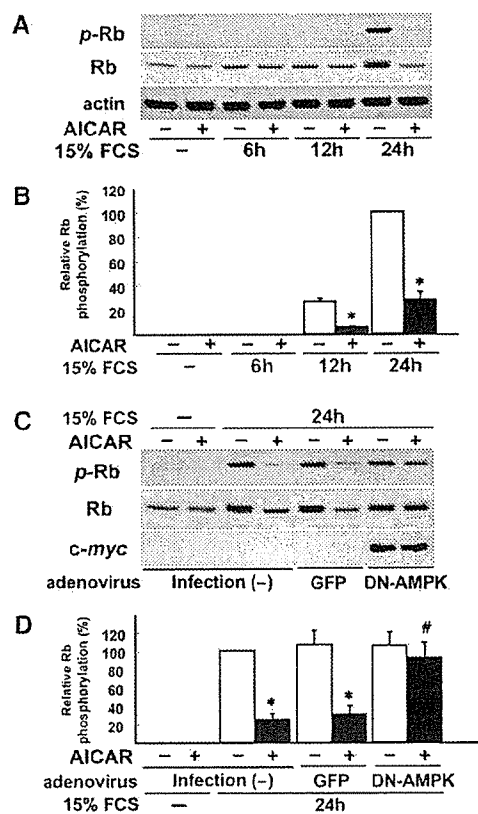 A
p-Rb
Rb
actin
AICAR − + − + − + − +
15% FCS − 6h 12h 24h
B
Relative Rb
phosphorylation (%)
120
100
80
60
40
20
* *
AICAR − + − + − + − +
15% FCS − 6h 12h 24h
C
15% FCS − 24h
AICAR − + − + − + − +
p-Rb
Rb
c-myc
adenovirus Infection (−) GFP DN-AMPK
D
Relative Rb
phosphorylation (%)
120
100
80
60
40
20
* * #
AICAR − + − + − + − +
adenovirus Infection (−) GFP DN-AMPK
15% FCS − 24h